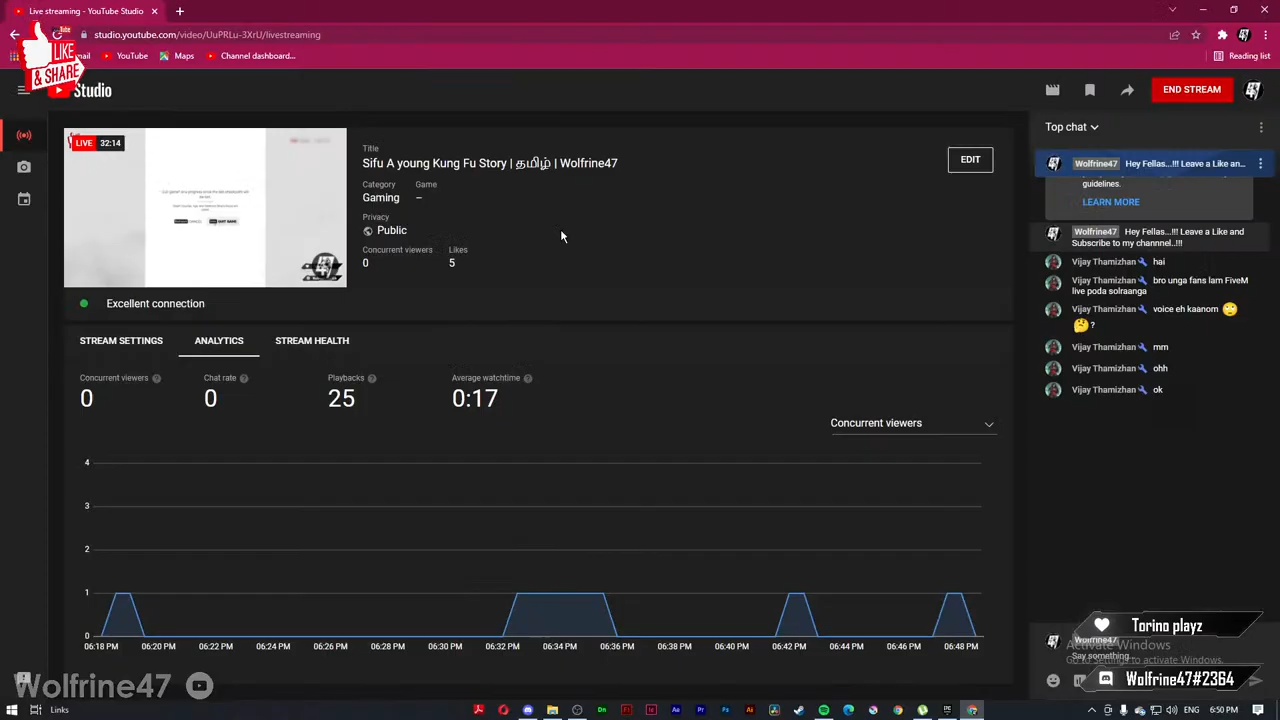 Live streaming - YouTube Studio
studio.youtube.com/video/UuPRLu-3XrU/livestreaming
YouTube
Maps
Channel dashboard...
Reading list
LIKE
& SHARE
Studio
END STREAM
LIVE 32:14
Title
Sifu A young Kung Fu Story | தமிழ் | Wolfrine47
EDIT
Category
Game
Gaming
–
Privacy
Public
Concurrent viewers
Likes
0
5
Excellent connection
STREAM SETTINGS
ANALYTICS
STREAM HEALTH
Concurrent viewers
Chat rate
Playbacks
Average watchtime
0
0
25
0:17
Concurrent viewers
4
3
2
1
0
06:18 PM 06:20 PM 06:22 PM 06:24 PM 06:26 PM 06:28 PM 06:30 PM 06:32 PM 06:34 PM 06:36 PM 06:38 PM 06:40 PM 06:42 PM 06:44 PM 06:46 PM 06:48 PM
Top chat
Wolfrine47 Hey Fellas...!!! Leave a Like an...
guidelines.
LEARN MORE
Wolfrine47 Hey Fellas...!!! Leave a Like and
Subscribe to my channnel..!!!
Vijay Thamizhan hai
Vijay Thamizhan bro unga fans lam FiveM
live poda solraanga
Vijay Thamizhan voice eh kaanom
?
Vijay Thamizhan mm
Vijay Thamizhan ohh
Vijay Thamizhan ok
Torino playz
Wolfrine47
Activate Windows
Say something...
Go to Settings to activate Windows.
Wolfrine47#2364
Wolfrine47
Links
6:50 PM